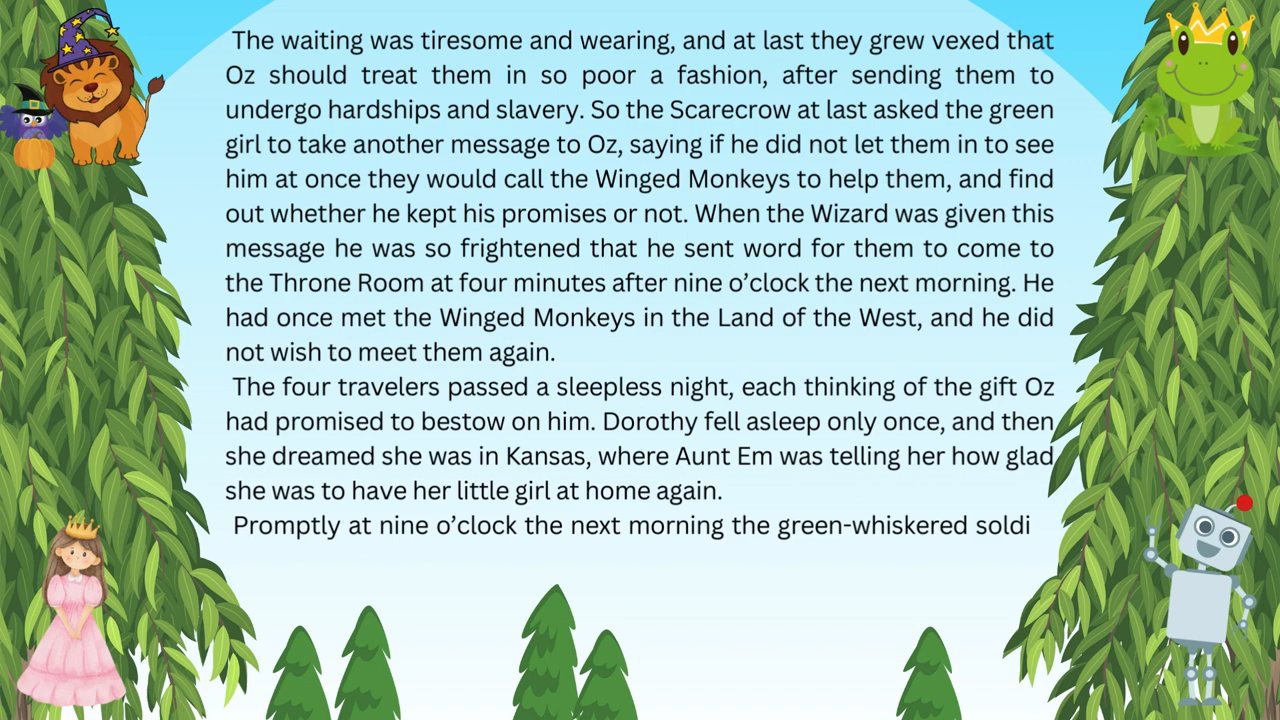 The waiting was tiresome and wearing, and at last they grew vexed that
Oz should treat them in so poor a fashion, after sending them to
undergo hardships and slavery. So the Scarecrow at last asked the green
girl to take another message to Oz, saying if he did not let them in to see
him at once they would call the Winged Monkeys to help them, and find
out whether he kept his promises or not. When the Wizard was given this
message he was so frightened that he sent word for them to come to
the Throne Room at four minutes after nine o’clock the next morning. He
had once met the Winged Monkeys in the Land of the West, and he did
not wish to meet them again.
The four travelers passed a sleepless night, each thinking of the gift Oz
had promised to bestow on him. Dorothy fell asleep only once, and then
she dreamed she was in Kansas, where Aunt Em was telling her how glad
she was to have her little girl at home again.
Promptly at nine o’clock the next morning the green-whiskered soldi